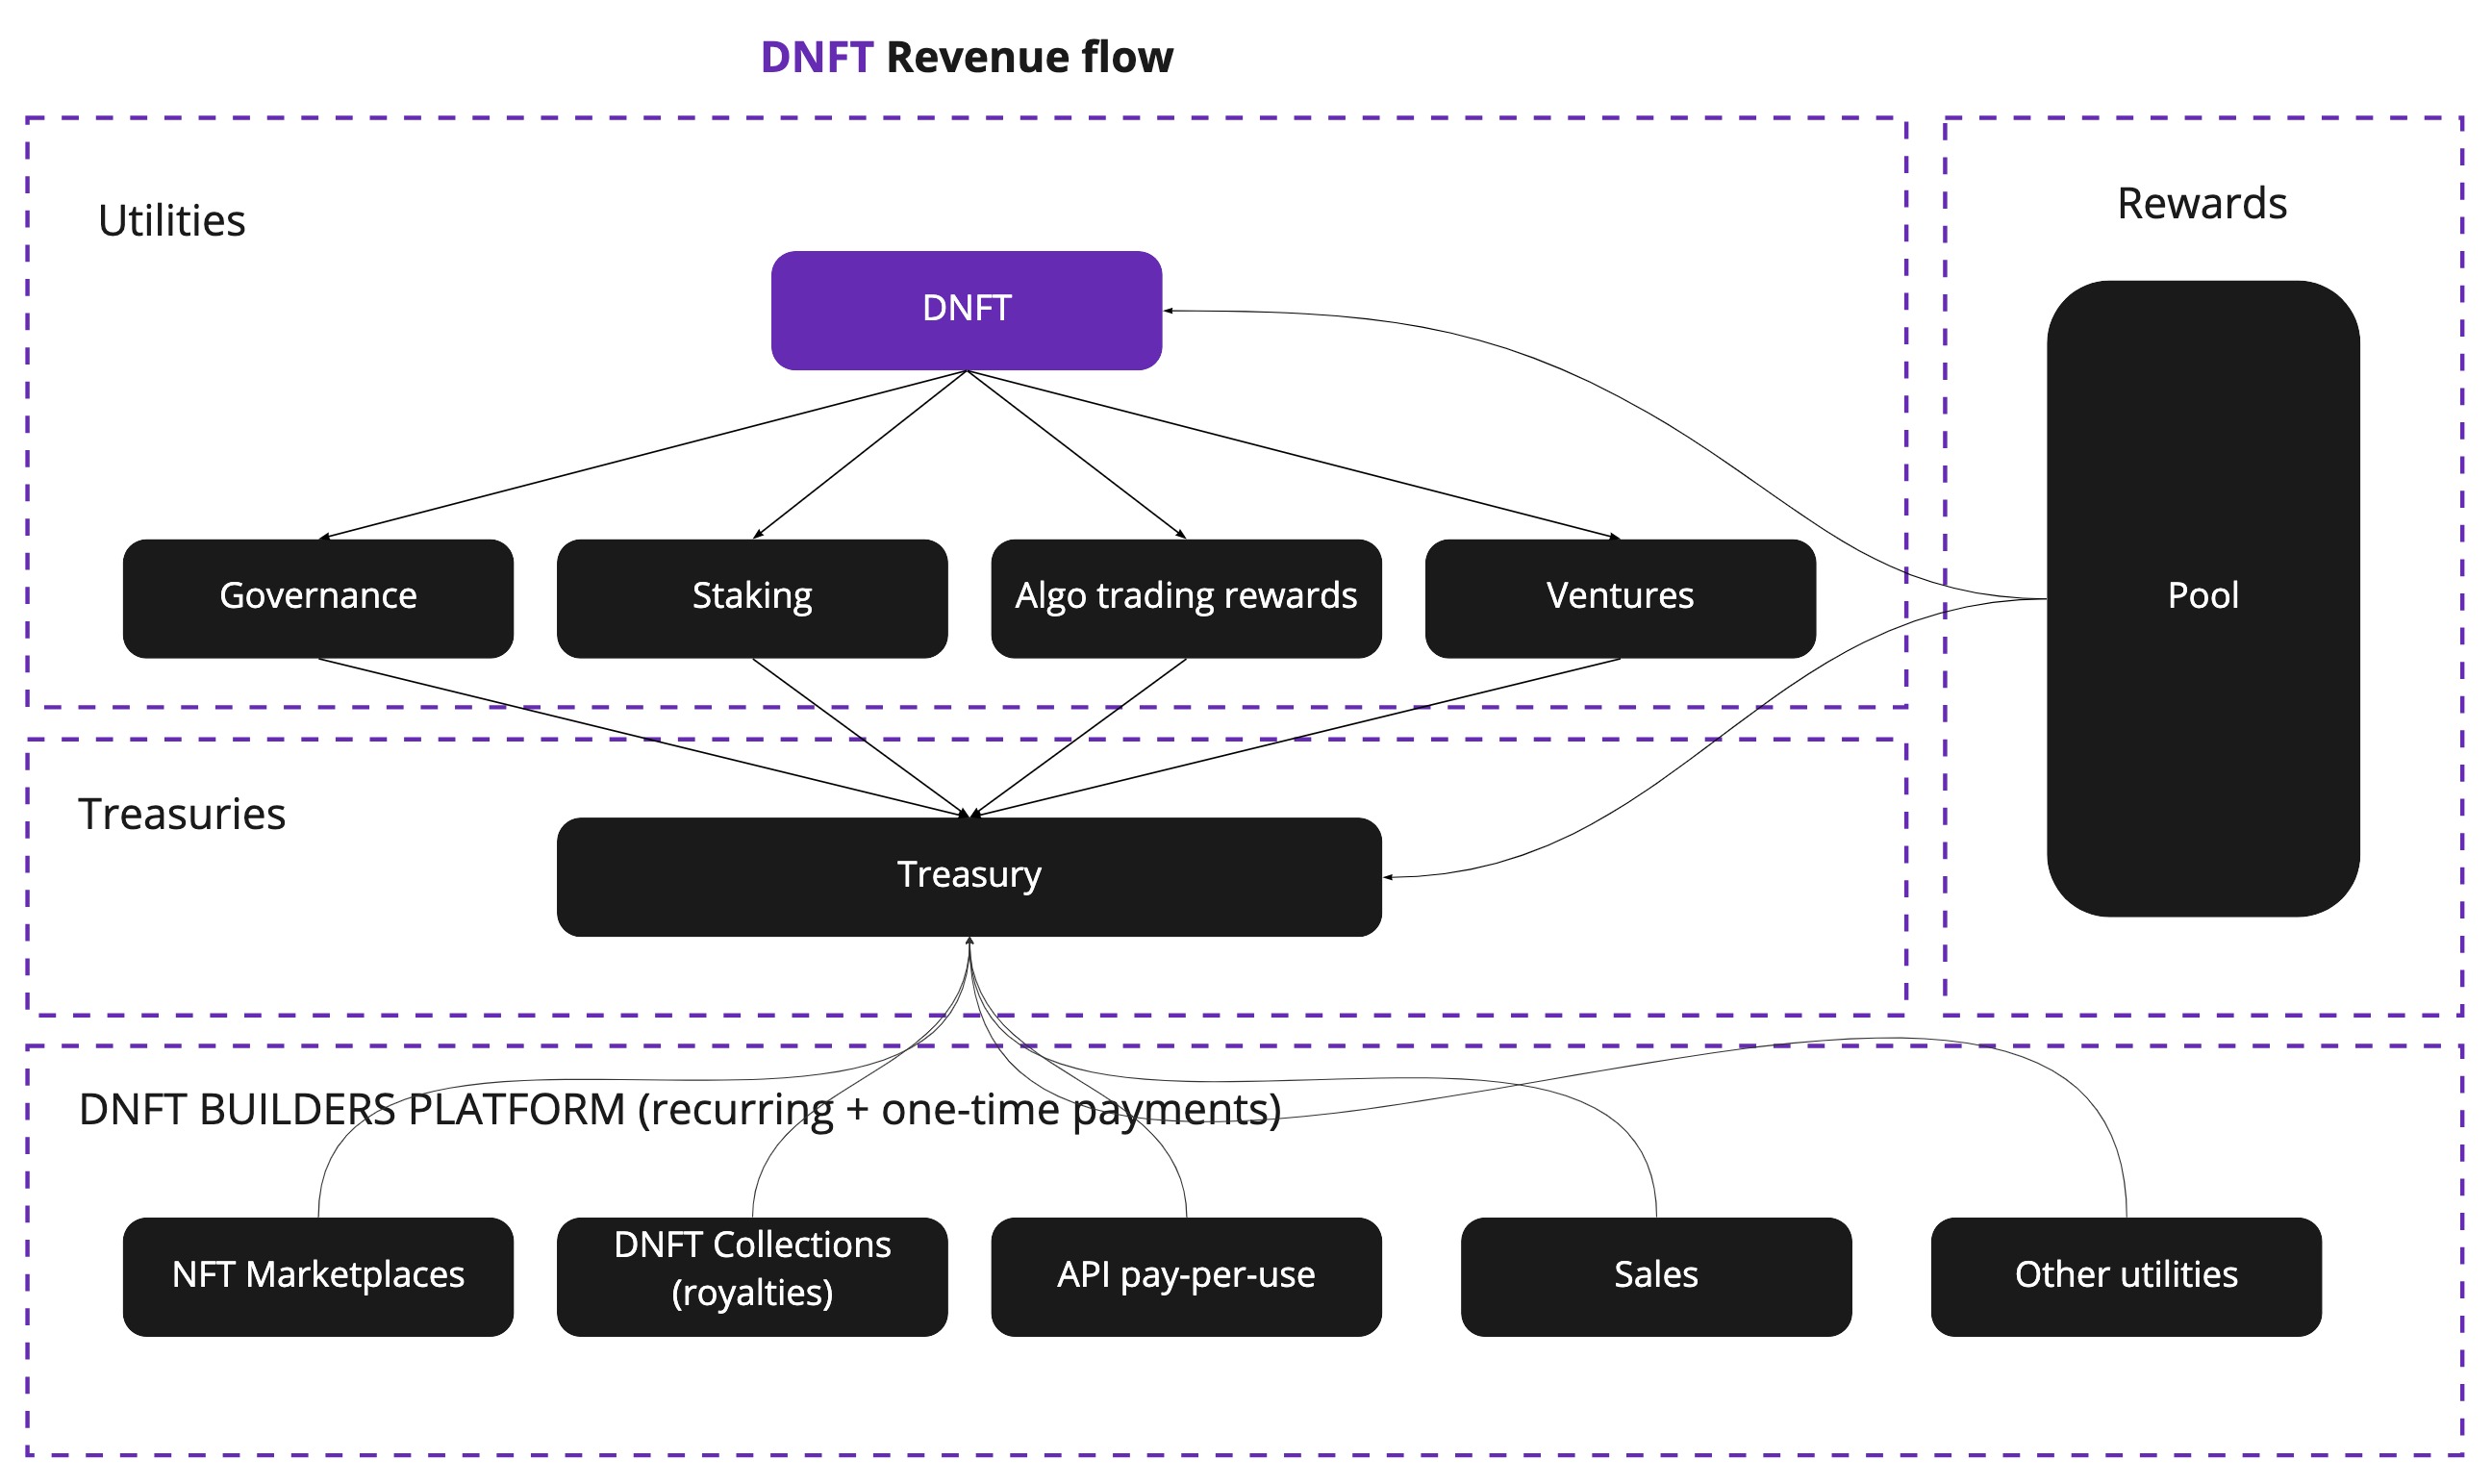 DNFT Revenue flow
Utilities
Rewards
DNFT
Governance
Staking
Algo trading rewards
Ventures
Pool
Treasuries
Treasury
DNFT BUILDERS PLATFORM (recurring + one-time payments)
NFT Marketplaces
DNFT Collections
(royalties)
API pay-per-use
Sales
Other utilities